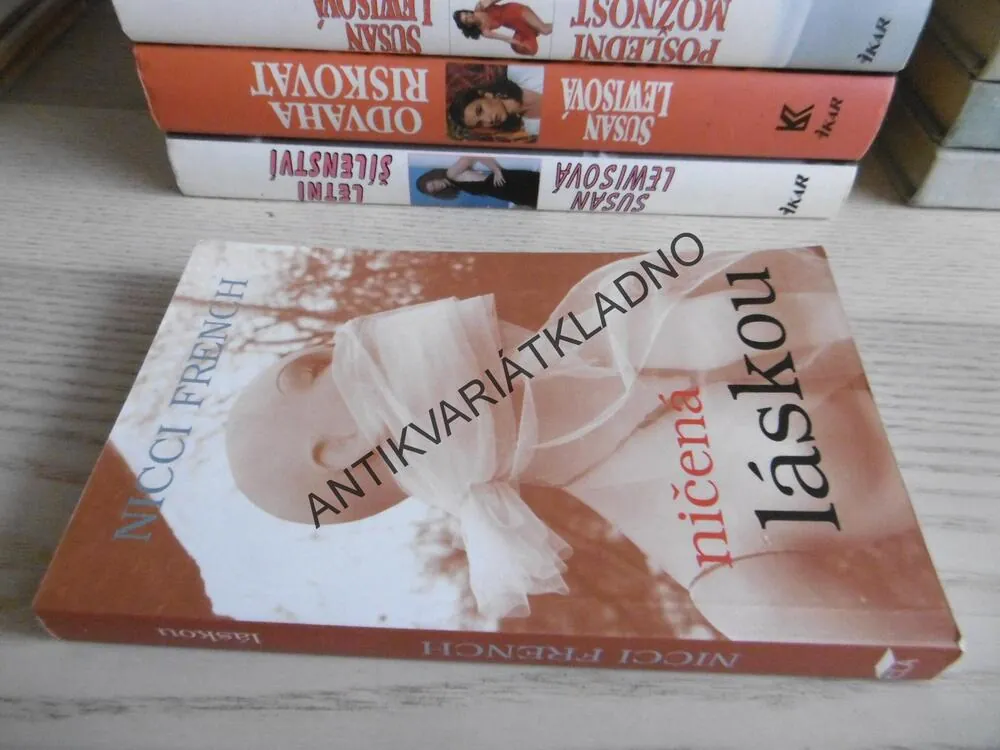 SUSAN
LEWISOVÁ
POSLEDNÍ
MOŽNOST
iKAR
ODVAHA
RISKOVAT
SUSAN
LEWISOVÁ
KK
iKAR
LETNÍ
ŠÍLENSTVÍ
SUSAN
LEWISOVÁ
iKAR
NICCI FRENCH
ničená
láskou
ANTIKVARIÁTKLADNO
láskou
NICCI FRENCH